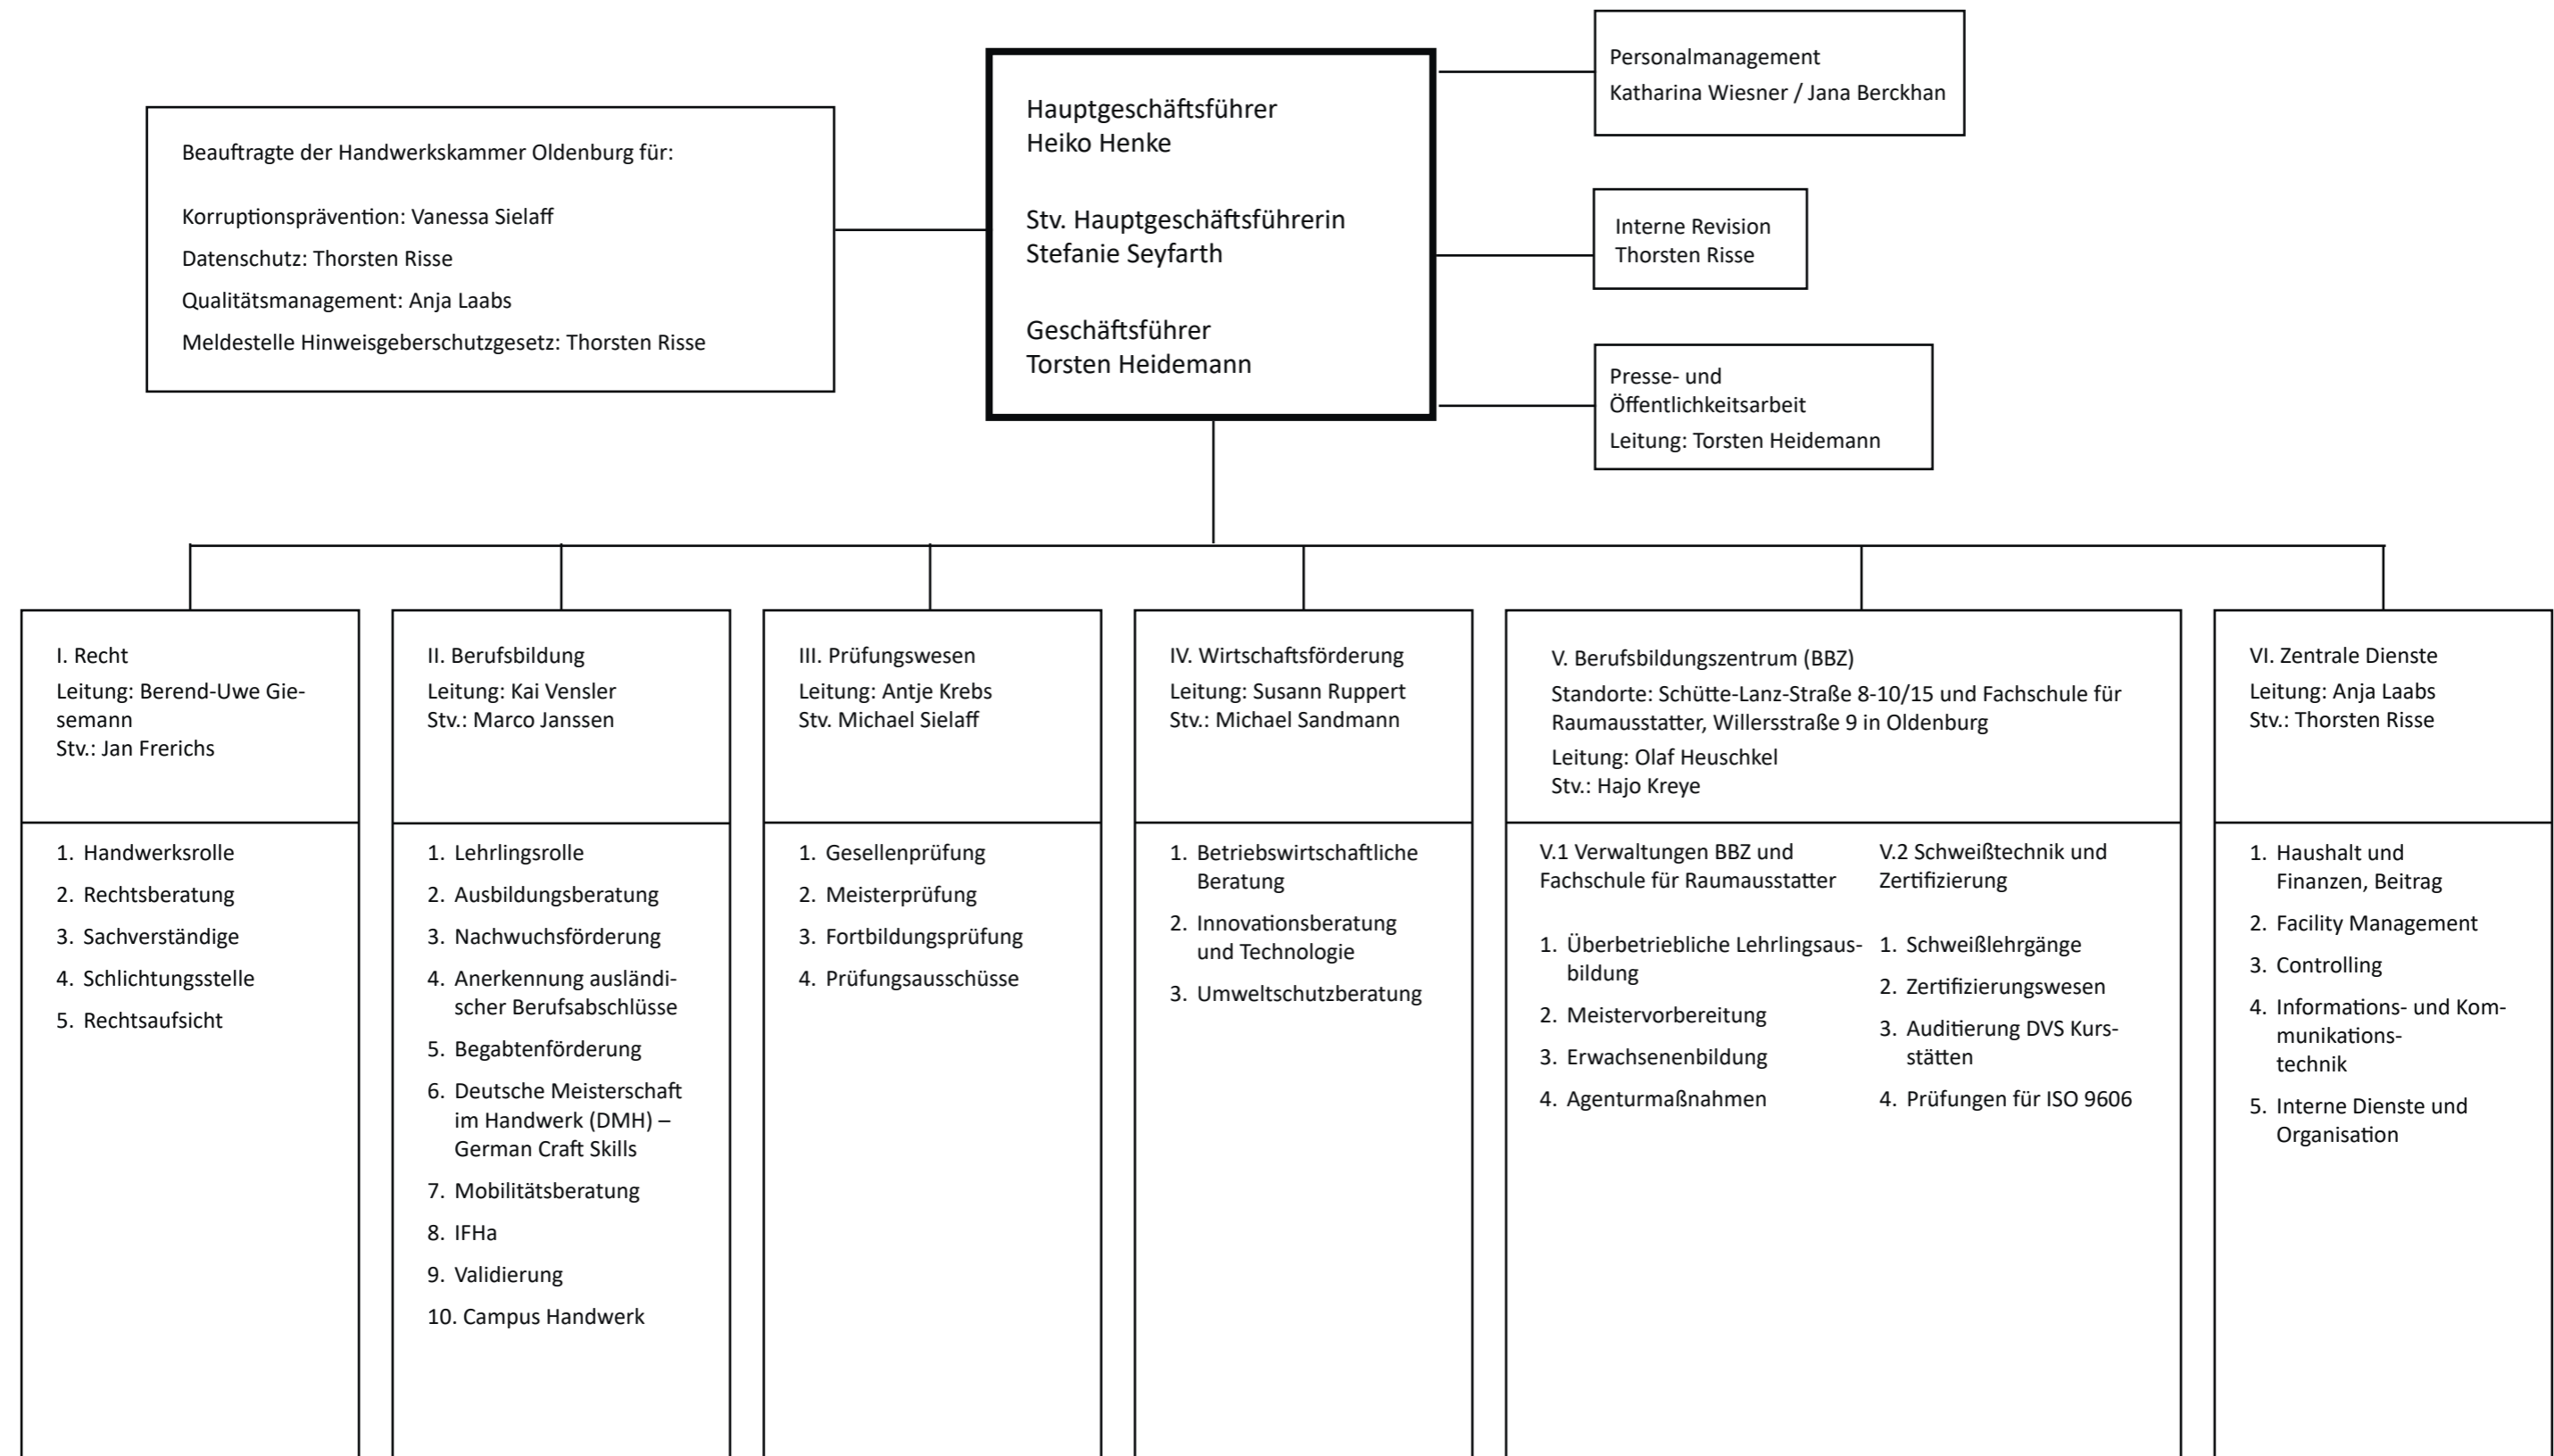 Personalmanagement
Katharina Wiesner / Jana Berckhan
Hauptgeschäftsführer
Heiko Henke
Stv. Hauptgeschäftsführerin
Stefanie Seyfarth
Geschäftsführer
Torsten Heidemann
Beauftragte der Handwerkskammer Oldenburg für:
Korruptionsprävention: Vanessa Sielaff
Datenschutz: Thorsten Risse
Qualitätsmanagement: Anja Laabs
Meldestelle Hinweisgeberschutzgesetz: Thorsten Risse
Interne Revision
Thorsten Risse
Presse- und
Öffentlichkeitsarbeit
Leitung: Torsten Heidemann
I. Recht
Leitung: Berend-Uwe Gie-
semann
Stv.: Jan Frerichs
1. Handwerksrolle
2. Rechtsberatung
3. Sachverständige
4. Schlichtungsstelle
5. Rechtsaufsicht
II. Berufsbildung
Leitung: Kai Vensler
Stv.: Marco Janssen
1. Lehrlingsrolle
2. Ausbildungsberatung
3. Nachwuchsförderung
4. Anerkennung ausländi-
scher Berufsabschlüsse
5. Begabtenförderung
6. Deutsche Meisterschaft
im Handwerk (DMH) –
German Craft Skills
7. Mobilitätsberatung
8. IFHa
9. Validierung
10. Campus Handwerk
III. Prüfungswesen
Leitung: Antje Krebs
Stv. Michael Sielaff
1. Gesellenprüfung
2. Meisterprüfung
3. Fortbildungsprüfung
4. Prüfungsausschüsse
IV. Wirtschaftsförderung
Leitung: Susann Ruppert
Stv.: Michael Sandmann
1. Betriebswirtschaftliche
Beratung
2. Innovationsberatung
und Technologie
3. Umweltschutzberatung
V. Berufsbildungszentrum (BBZ)
Standorte: Schütte-Lanz-Straße 8-10/15 und Fachschule für
Raumausstatter, Willersstraße 9 in Oldenburg
Leitung: Olaf Heuschkel
Stv.: Hajo Kreye
V.1 Verwaltungen BBZ und
Fachschule für Raumausstatter
1. Überbetriebliche Lehrlingsaus-
bildung
2. Meistervorbereitung
3. Erwachsenenbildung
4. Agenturmaßnahmen
V.2 Schweißtechnik und
Zertifizierung
1. Schweißlehrgänge
2. Zertifizierungswesen
3. Auditierung DVS Kurs-
stätten
4. Prüfungen für ISO 9606
VI. Zentrale Dienste
Leitung: Anja Laabs
Stv.: Thorsten Risse
1. Haushalt und
Finanzen, Beitrag
2. Facility Management
3. Controlling
4. Informations- und Kom-
munikations-
technik
5. Interne Dienste und
Organisation